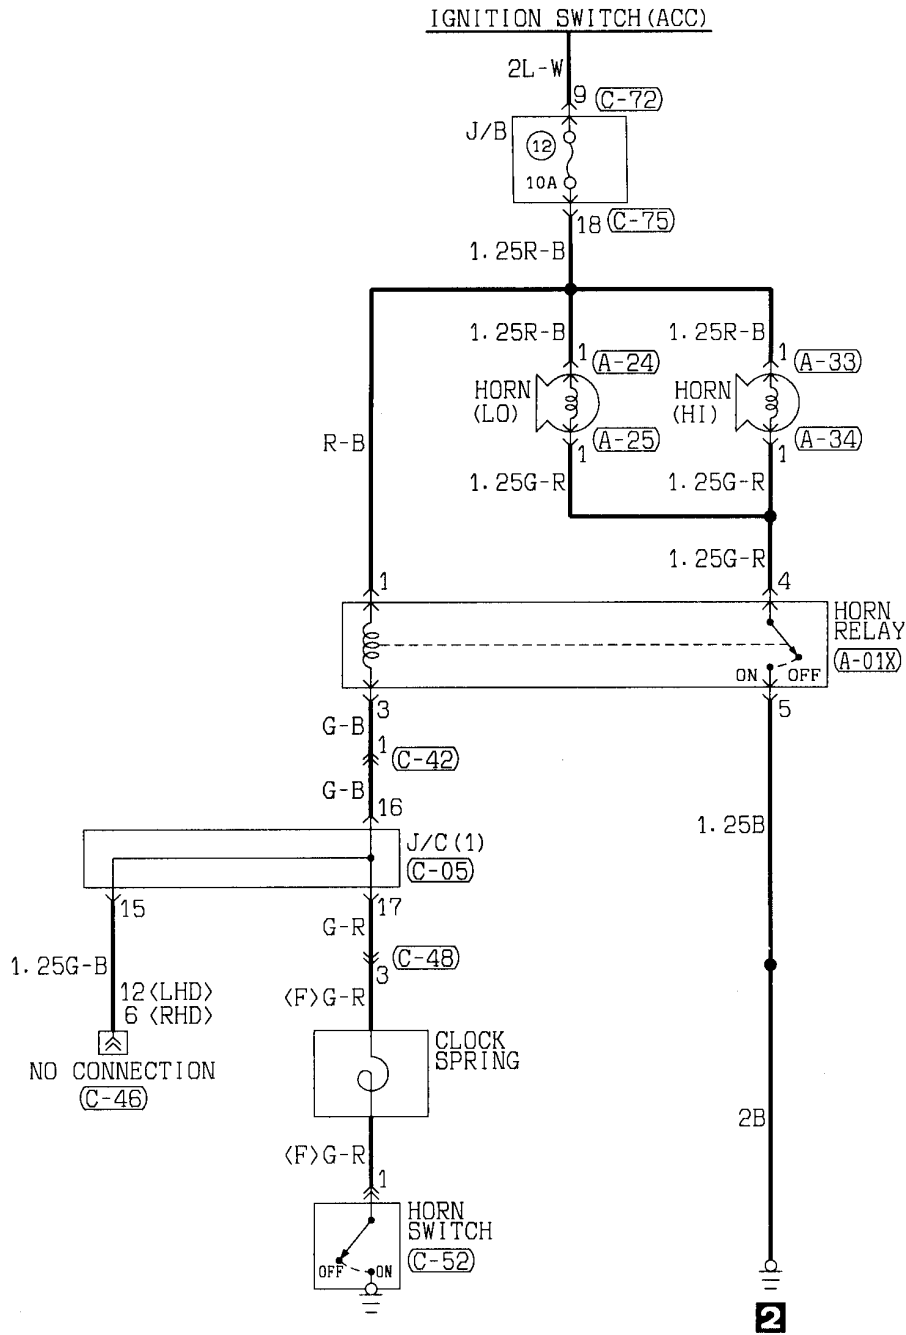 IGNITION SWITCH(ACC)
2L-W
9 C-72
J/B
12
10A
18 C-75
1.25R-B
1.25R-B
1.25R-B
1 A-24
1 A-33
HORN
(LO)
HORN
(HI)
R-B
1 A-25
1 A-34
1.25G-R
1.25G-R
1.25G-R
1
4
HORN
RELAY
A-01X
ON OFF
3
5
G-B
1 C-42
G-B
16
1.25B
J/C(1)
C-05
15
17
G-R
1.25G-B
C-48
3
12<LHD>
6 <RHD>
<F>G-R
CLOCK
SPRING
NO CONNECTION
C-46
2B
<F>G-R
1
HORN
SWITCH
C-52
OFF ON
2